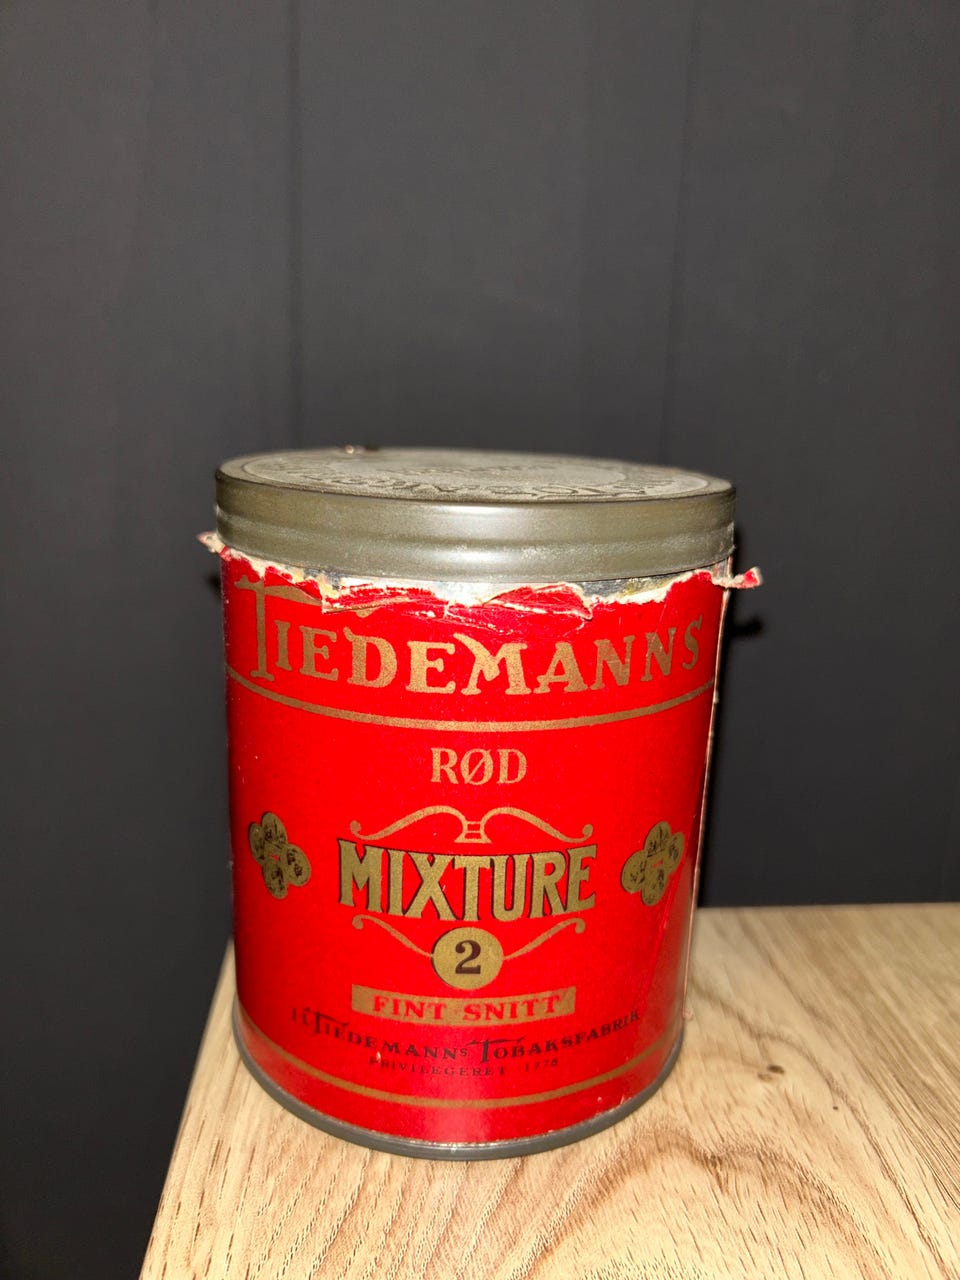 TIEDEMANNS
RØD
MIXTURE
2
FINT SNITT
J.L. TIEDEMANNS TOBAKSFABRIK
PRIVILEGERET 1778